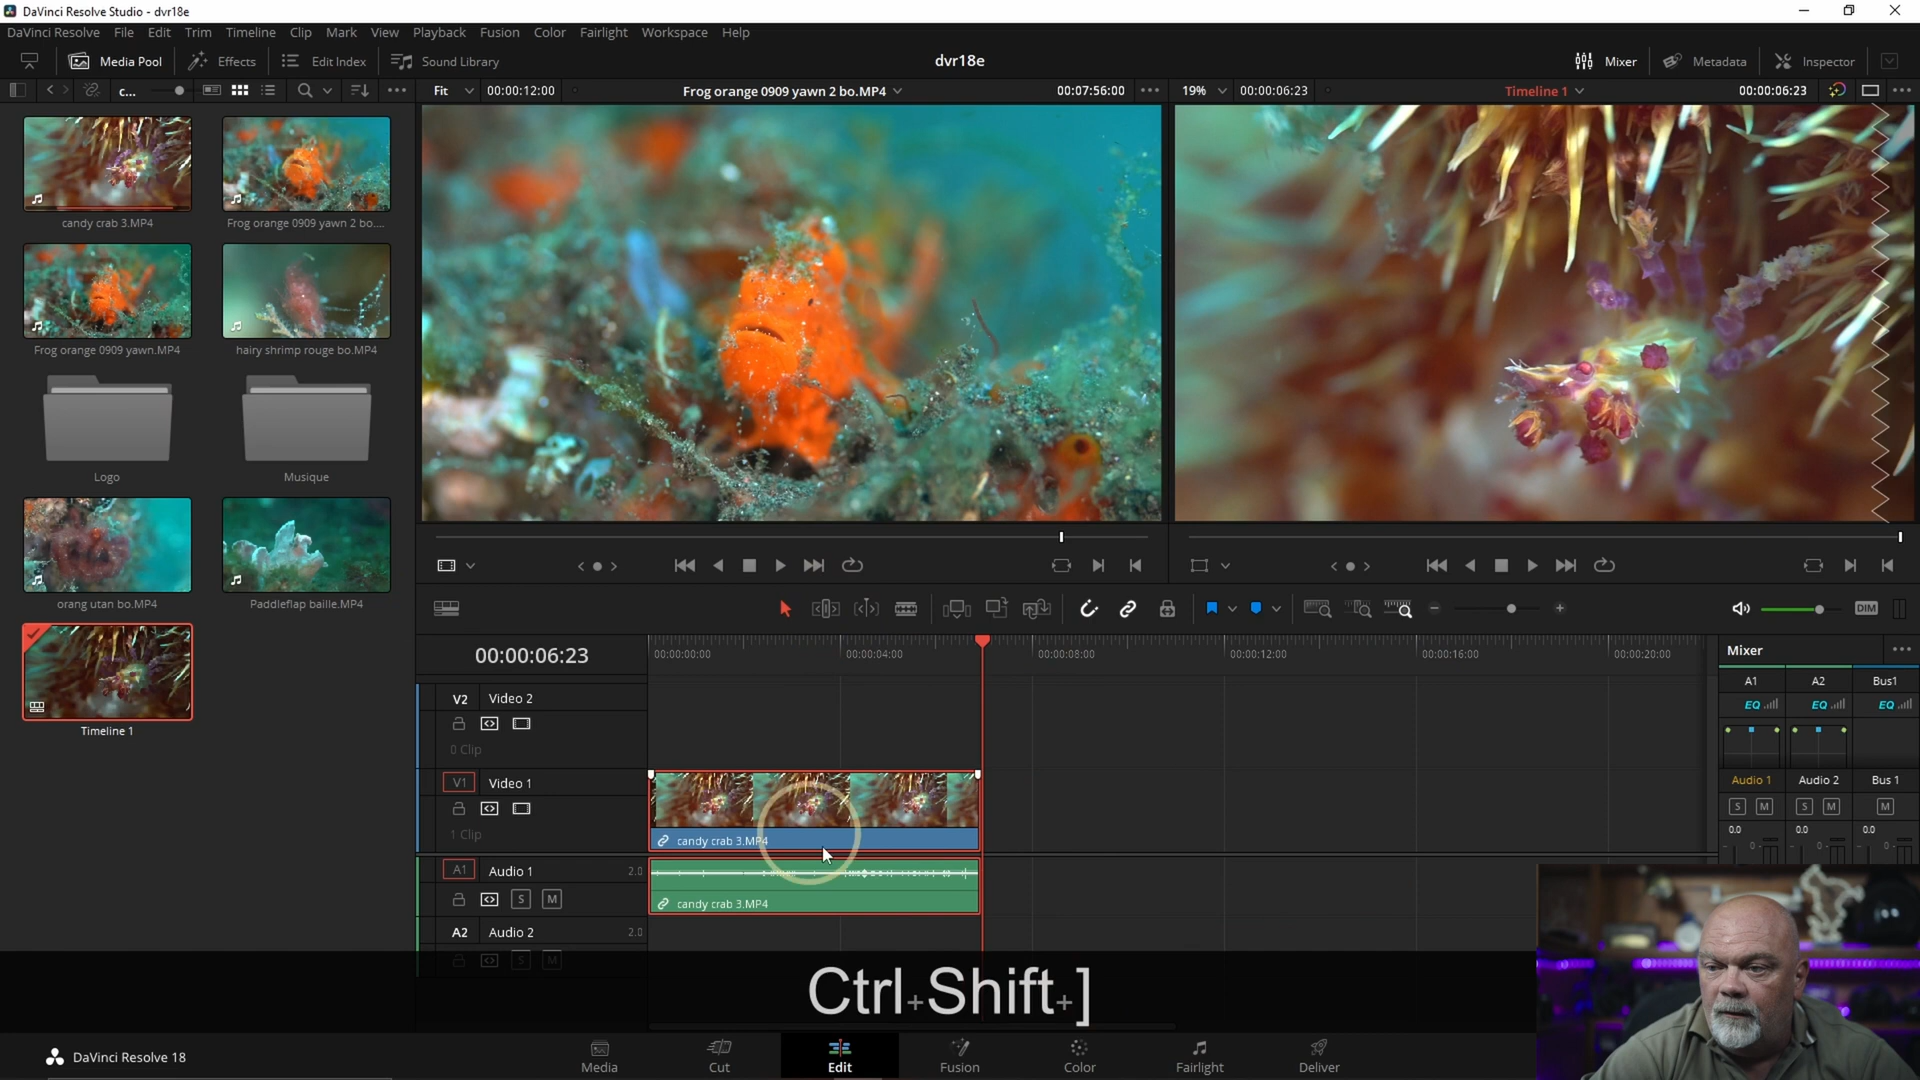 DaVinci Resolve Studio - dvr18e
DaVinci Resolve File Edit Trim Timeline Clip Mark View Playback Fusion Color Fairlight Workspace Help
Media Pool Effects Edit Index Sound Library dvr18e Mixer Metadata Inspector
c... Fit 00:00:12:00 Frog orange 0909 yawn 2 bo.MP4 00:07:56:00 19% 00:00:06:23 Timeline 1 00:00:06:23
candy crab 3.MP4
Frog orange 0909 yawn 2 bo....
Frog orange 0909 yawn.MP4
hairy shrimp rouge bo.MP4
Logo
Musique
orang utan bo.MP4
Paddleflap baille.MP4
Timeline 1
DIM
00:00:06:23
00:00:00:00 00:00:04:00 00:00:08:00 00:00:12:00 00:00:16:00 00:00:20:00
V2 Video 2
0 Clip
V1 Video 1
1 Clip
candy crab 3.MP4
A1 Audio 1 2.0
S M
candy crab 3.MP4
A2 Audio 2 2.0
S M
Mixer
A1 A2 Bus1
EQ EQ EQ
Audio 1 Audio 2 Bus 1
S M S M M
0.0 0.0 0.0
0 0 0
Ctrl+Shift+]
DaVinci Resolve 18
Media Cut Edit Fusion Color Fairlight Deliver